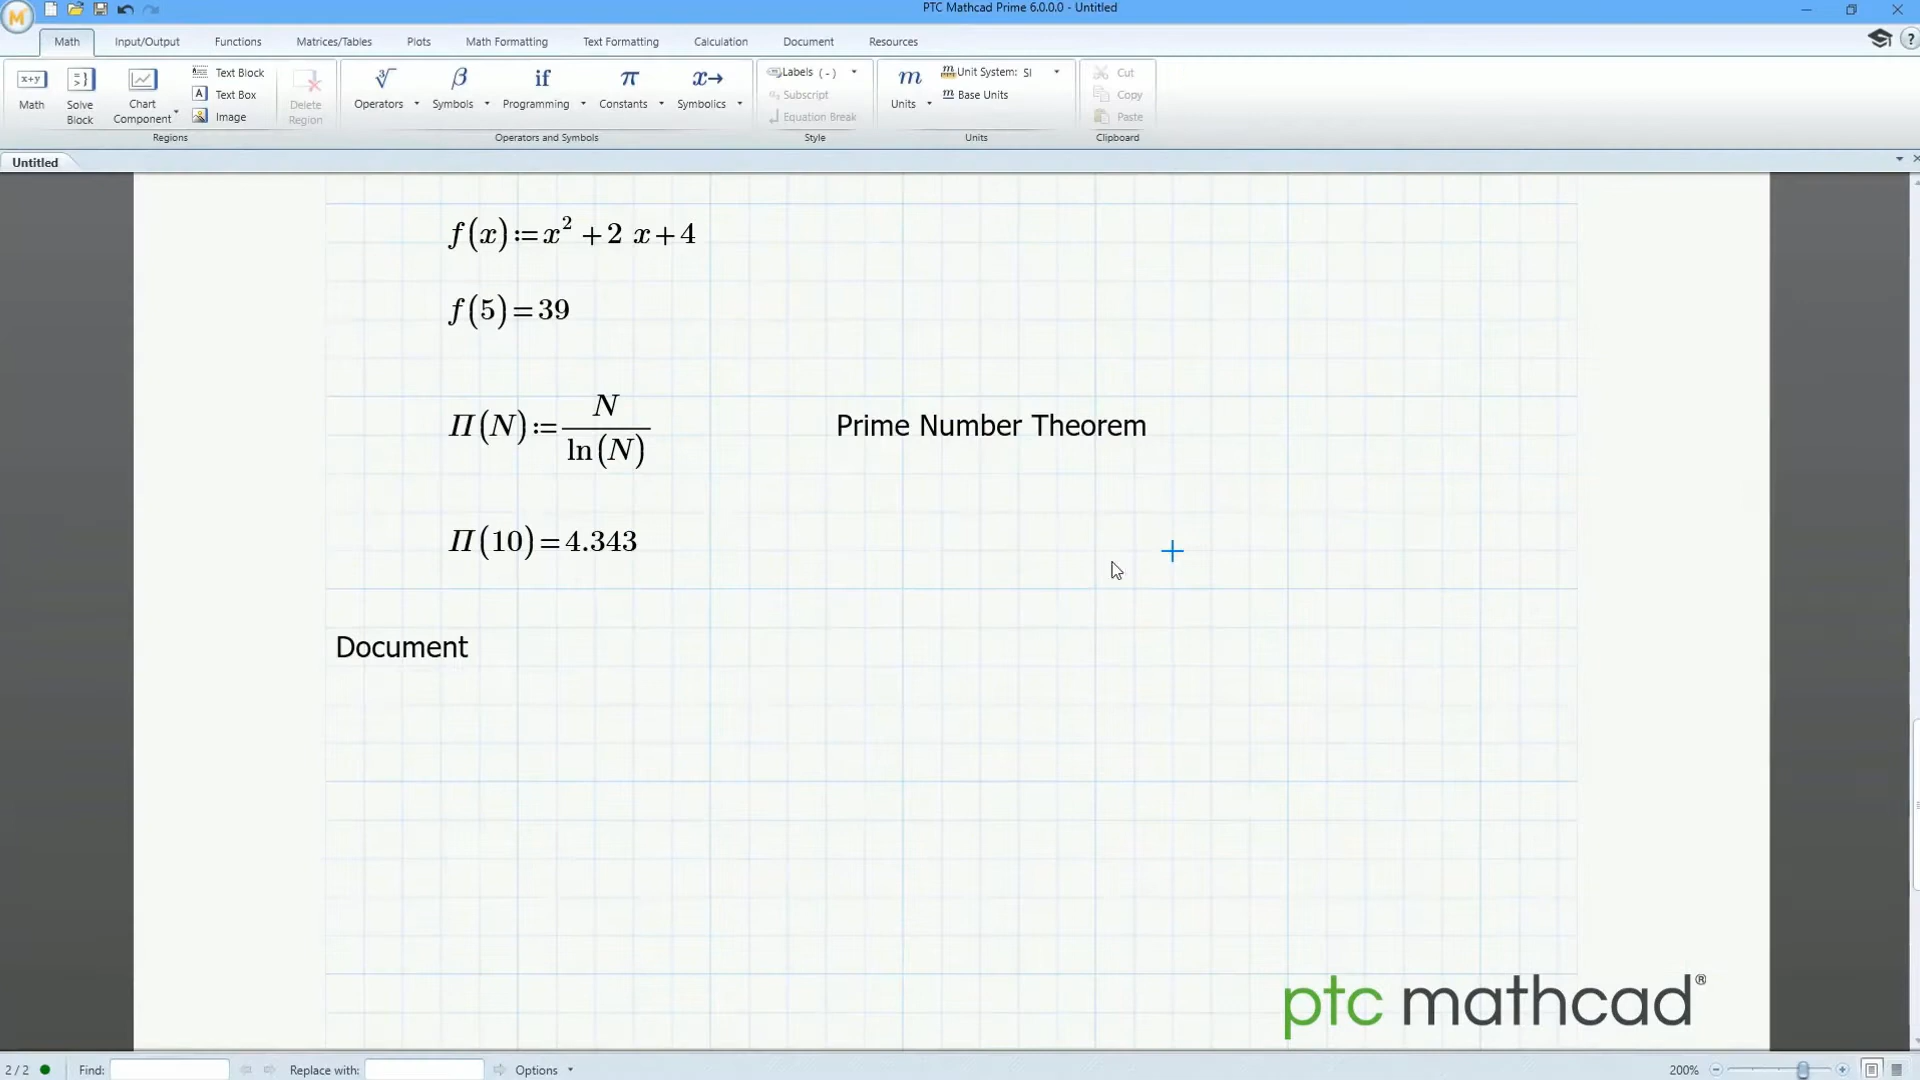 PTC Mathcad Prime 6.0.0.0 - Untitled
Math Input/Output Functions Matrices/Tables Plots Math Formatting Text Formatting Calculation Document Resources
Math
Solve Block
Chart Component
Text Block
Text Box
Image
Delete Region
Regions
Operators
Symbols
if
Programming
π
Constants
Symbolics
Operators and Symbols
Labels (-)
Subscript
Equation Break
Style
Units
Unit System: SI
Base Units
Units
Cut
Copy
Paste
Clipboard
Untitled
f(x):=x² +2 x+4
f(5)=39
Π(N):=N/ln(N) Prime Number Theorem
Π(10)=4.343
Document
ptc mathcad®
2/2 Find: Replace with: Options 200%